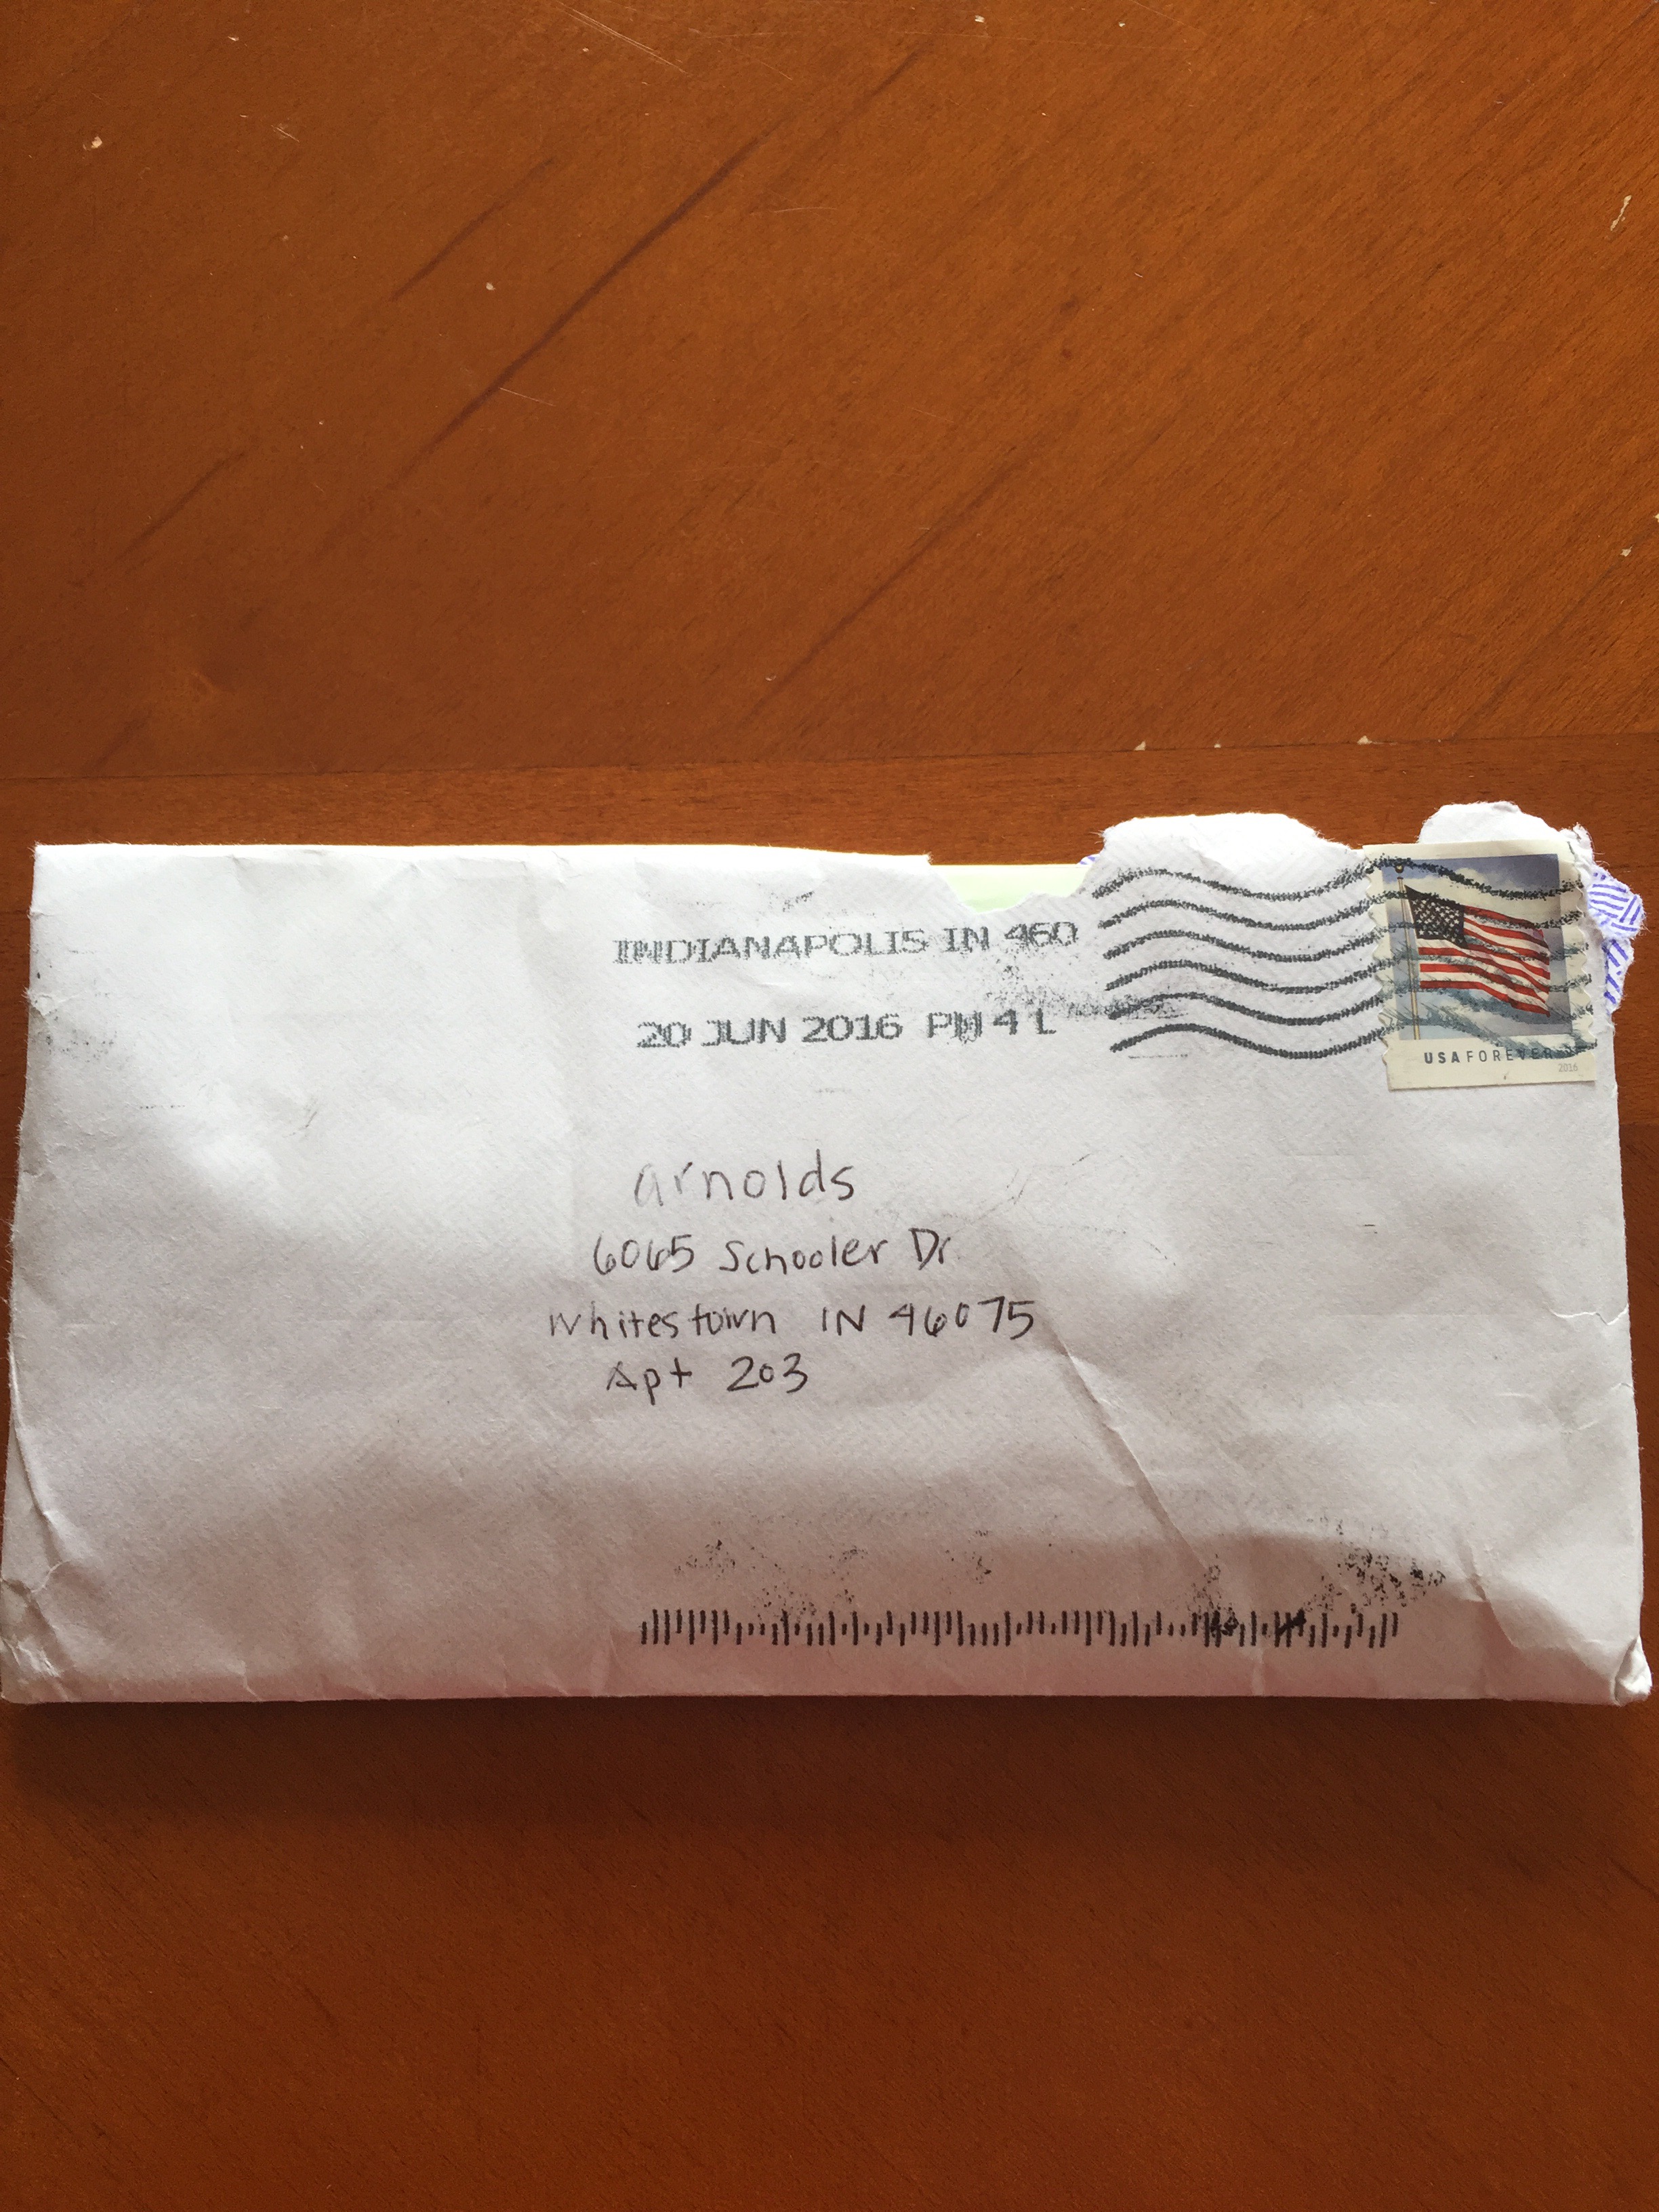 INDIANAPOLIS IN 460
20 JUN 2016 PM 4 L
USA FOREVER
2016
arnolds
6065 Schooler Dr
Whitestown IN 46075
Apt 203